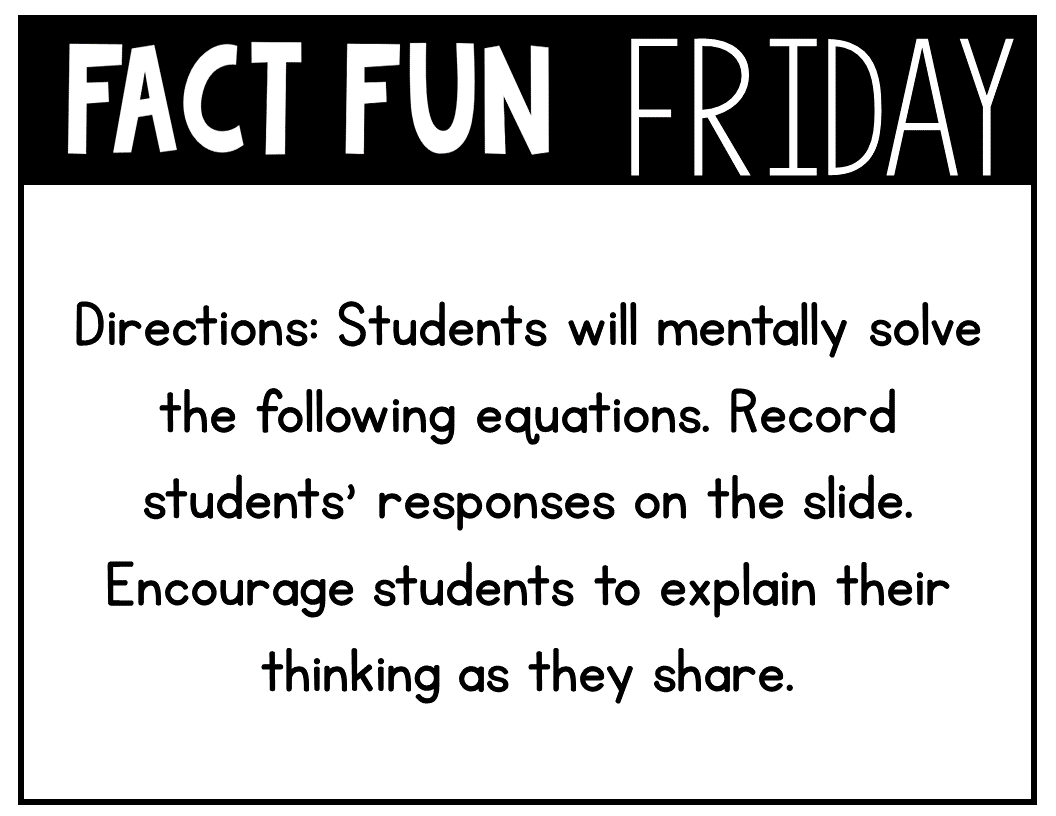 FACT FUN FRIDAY
Directions: Students will mentally solve
the following equations. Record
students’ responses on the slide.
Encourage students to explain their
thinking as they share.